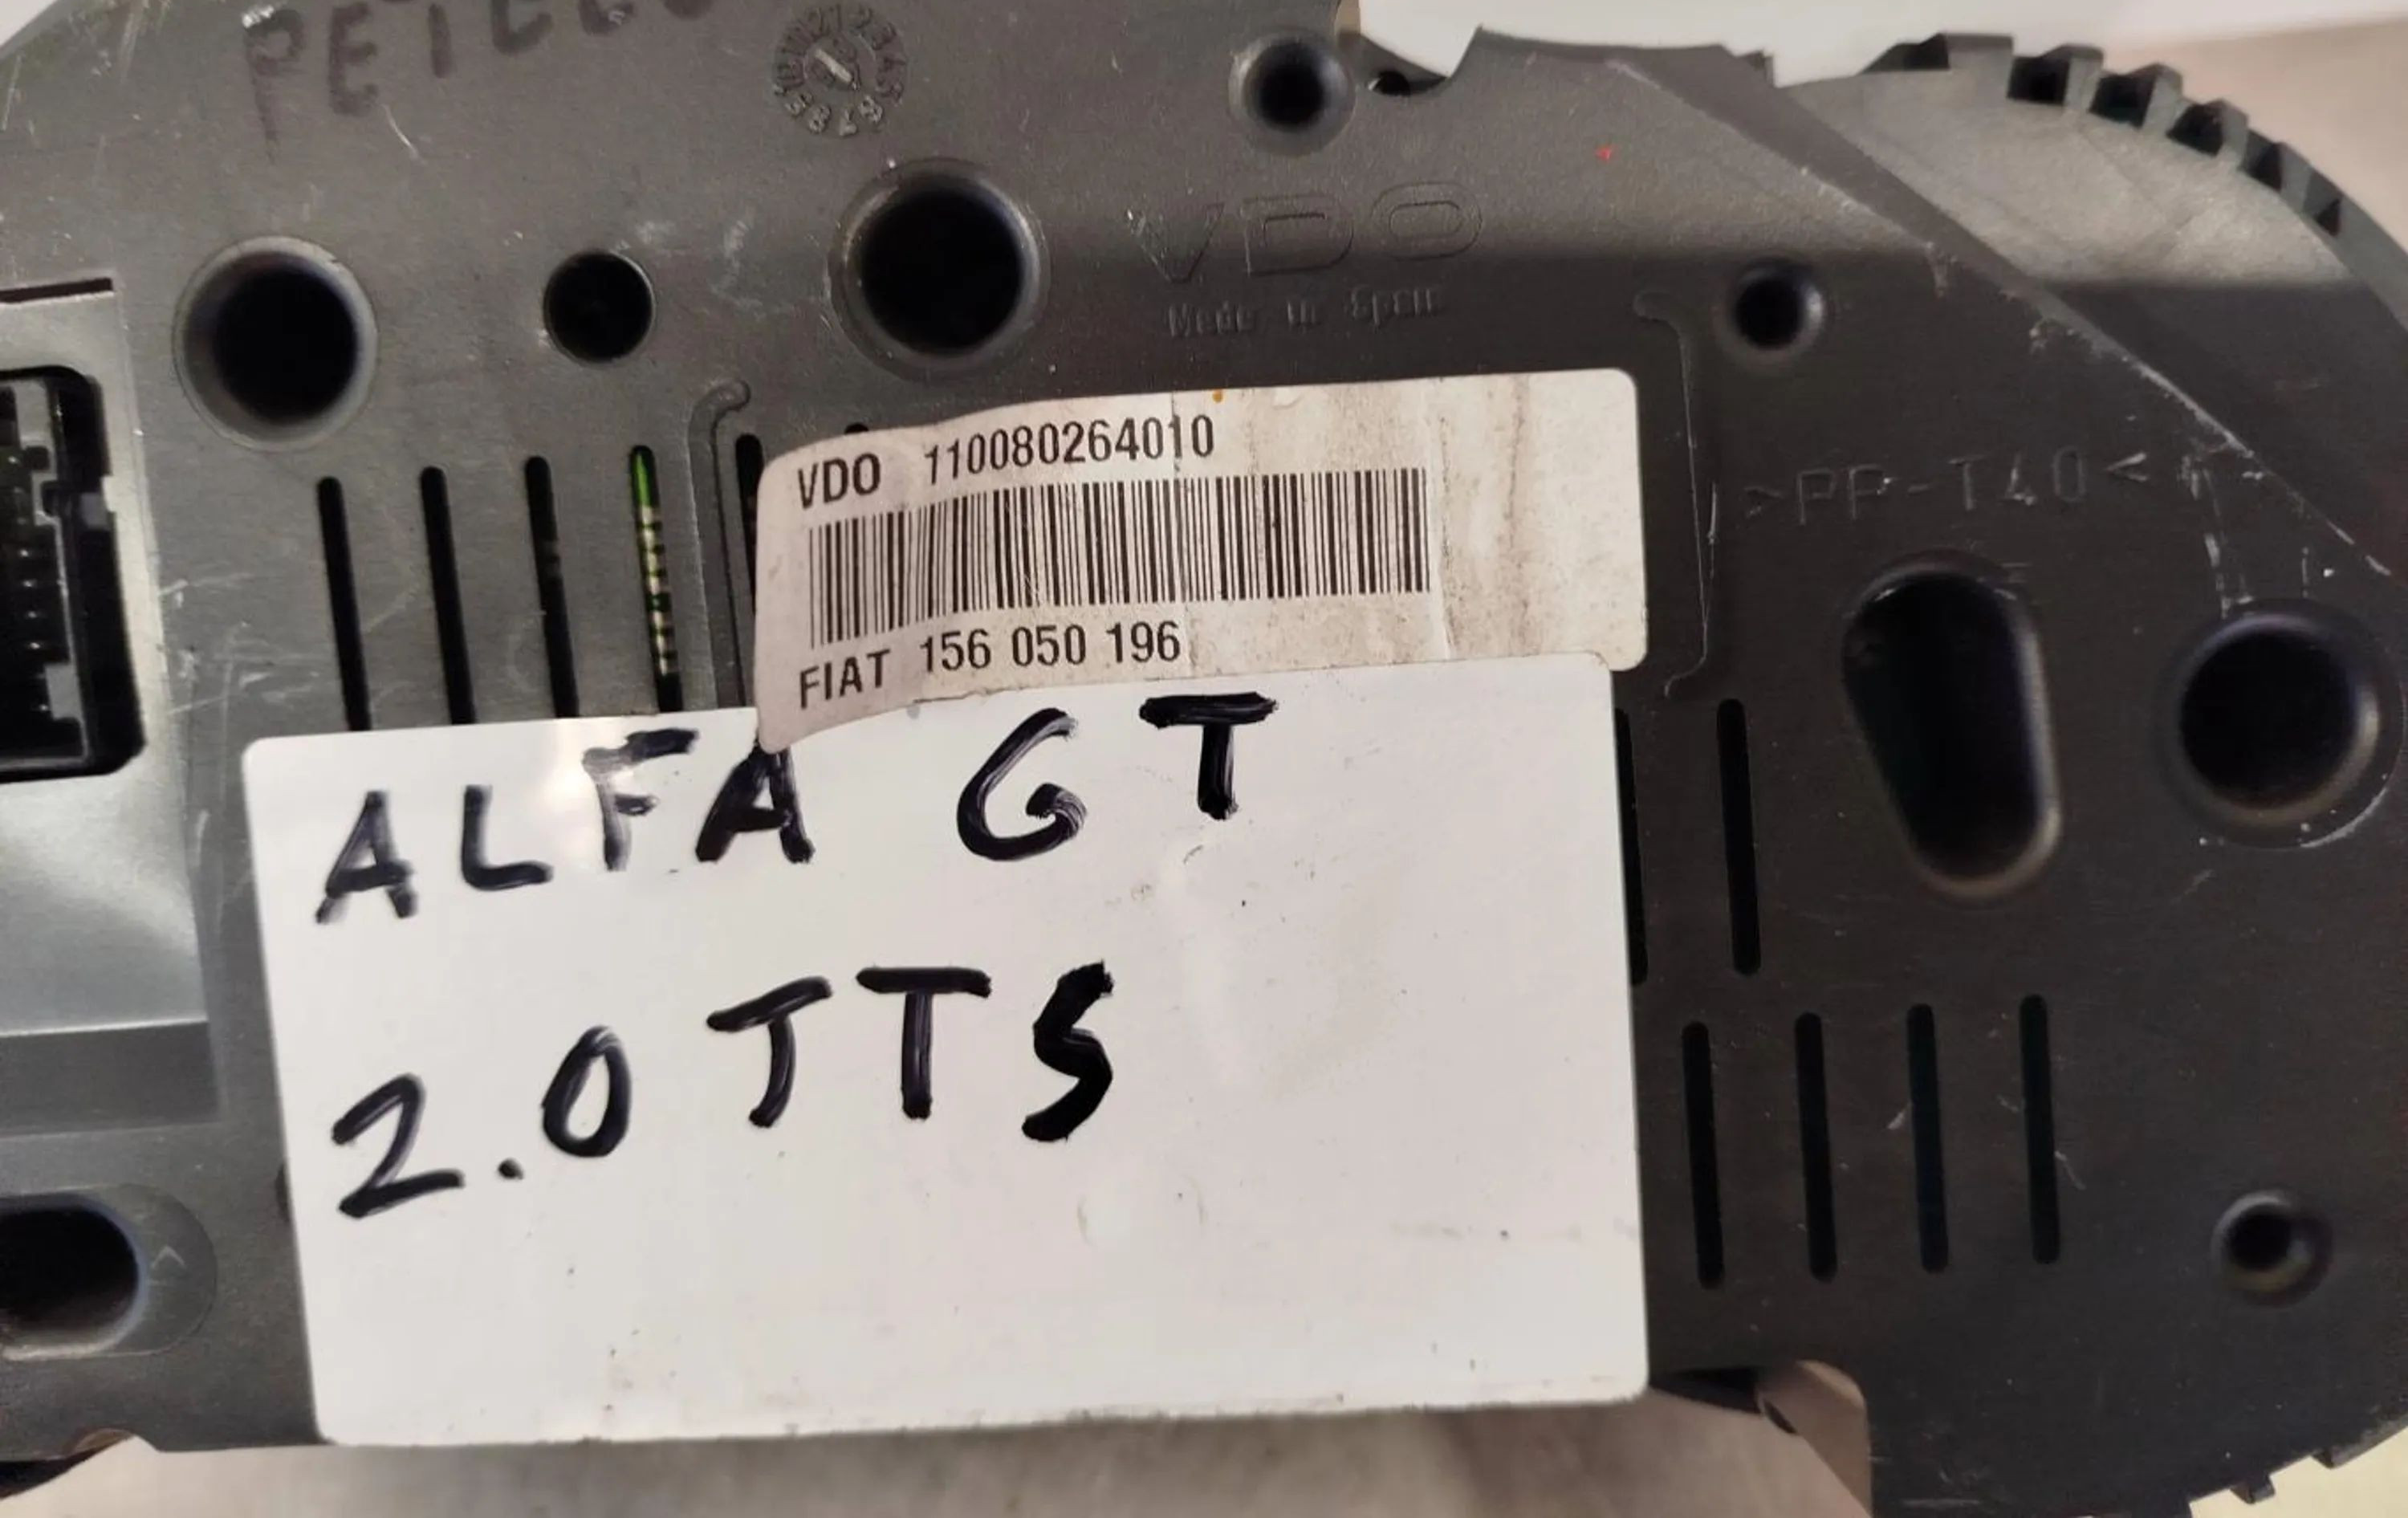 VDO
Made in Spain
VDO 110080264010
FIAT 156 050 196
>PP-T40<
ALFA GT
2.0 JTS